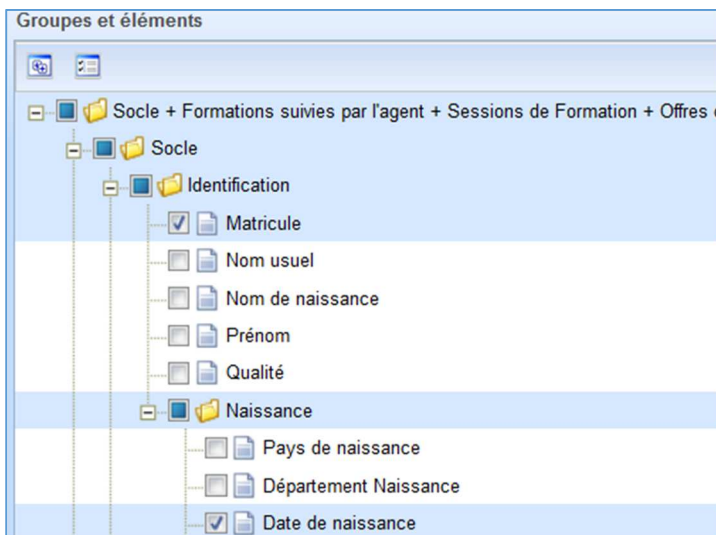 Groupes et éléments
Socle + Formations suivies par l'agent + Sessions de Formation + Offres
Socle
Identification
Matricule
Nom usuel
Nom de naissance
Prénom
Qualité
Naissance
Pays de naissance
Département Naissance
Date de naissance